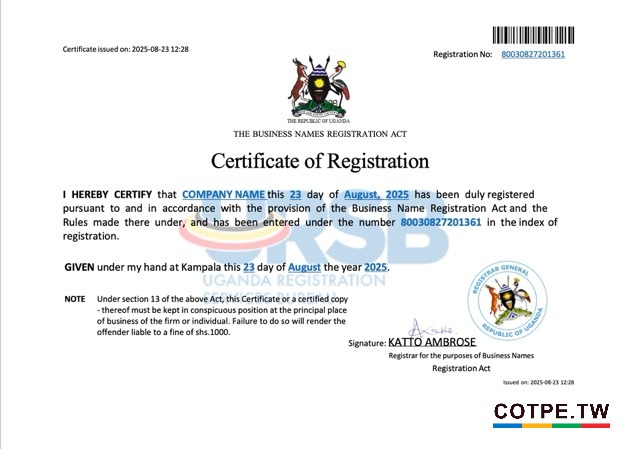 Certificate issued on: 2025-08-23 12:28
Registration No: 80030827201361
THE REPUBLIC OF UGANDA
THE BUSINESS NAMES REGISTRATION ACT
Certificate of Registration
I HEREBY CERTIFY that COMPANY NAME this 23 day of August, 2025 has been duly registered
pursuant to and in accordance with the provision of the Business Name Registration Act and the
Rules made there under, and has been entered under the number 80030827201361 in the index of
registration.
URSB
GIVEN under my hand at Kampala this 23 day of August the year 2025.
UGANDA REGISTRATION
SERVICES BUREAU
NOTE Under section 13 of the above Act, this Certificate or a certified copy
- thereof must be kept in conspicuous position at the principal place
of business of the firm or individual. Failure to do so will render the
offender liable to a fine of shs.1000.
REGISTRAR GENERAL
REPUBLIC OF UGANDA
Signature: KATTO AMBROSE
Registrar for the purposes of Business Names
Registration Act
Issued on: 2025-08-23 12:28
COTPE.TW